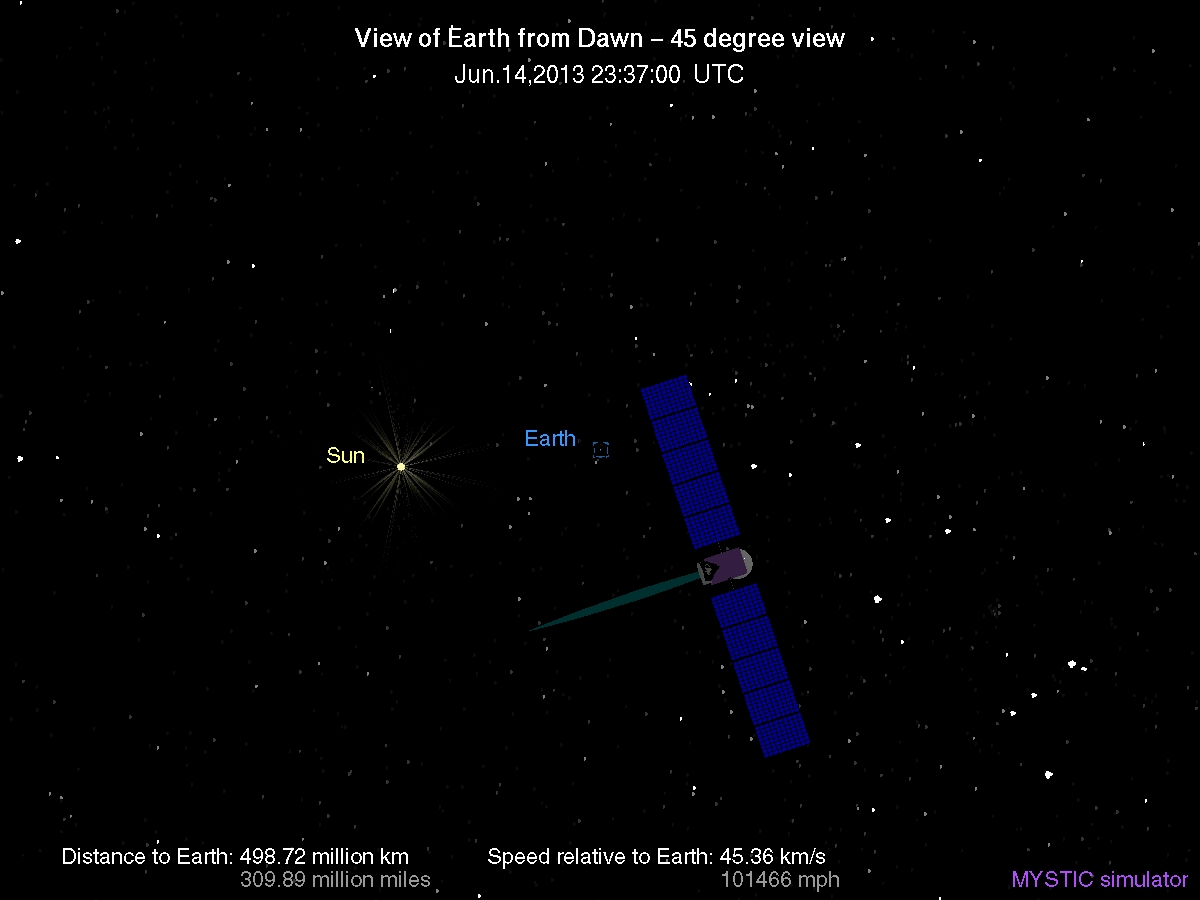 View of Earth from Dawn – 45 degree view
Jun.14,2013 23:37:00 UTC
Earth
Sun
Distance to Earth: 498.72 million km
309.89 million miles
Speed relative to Earth: 45.36 km/s
101466 mph
MYSTIC simulator